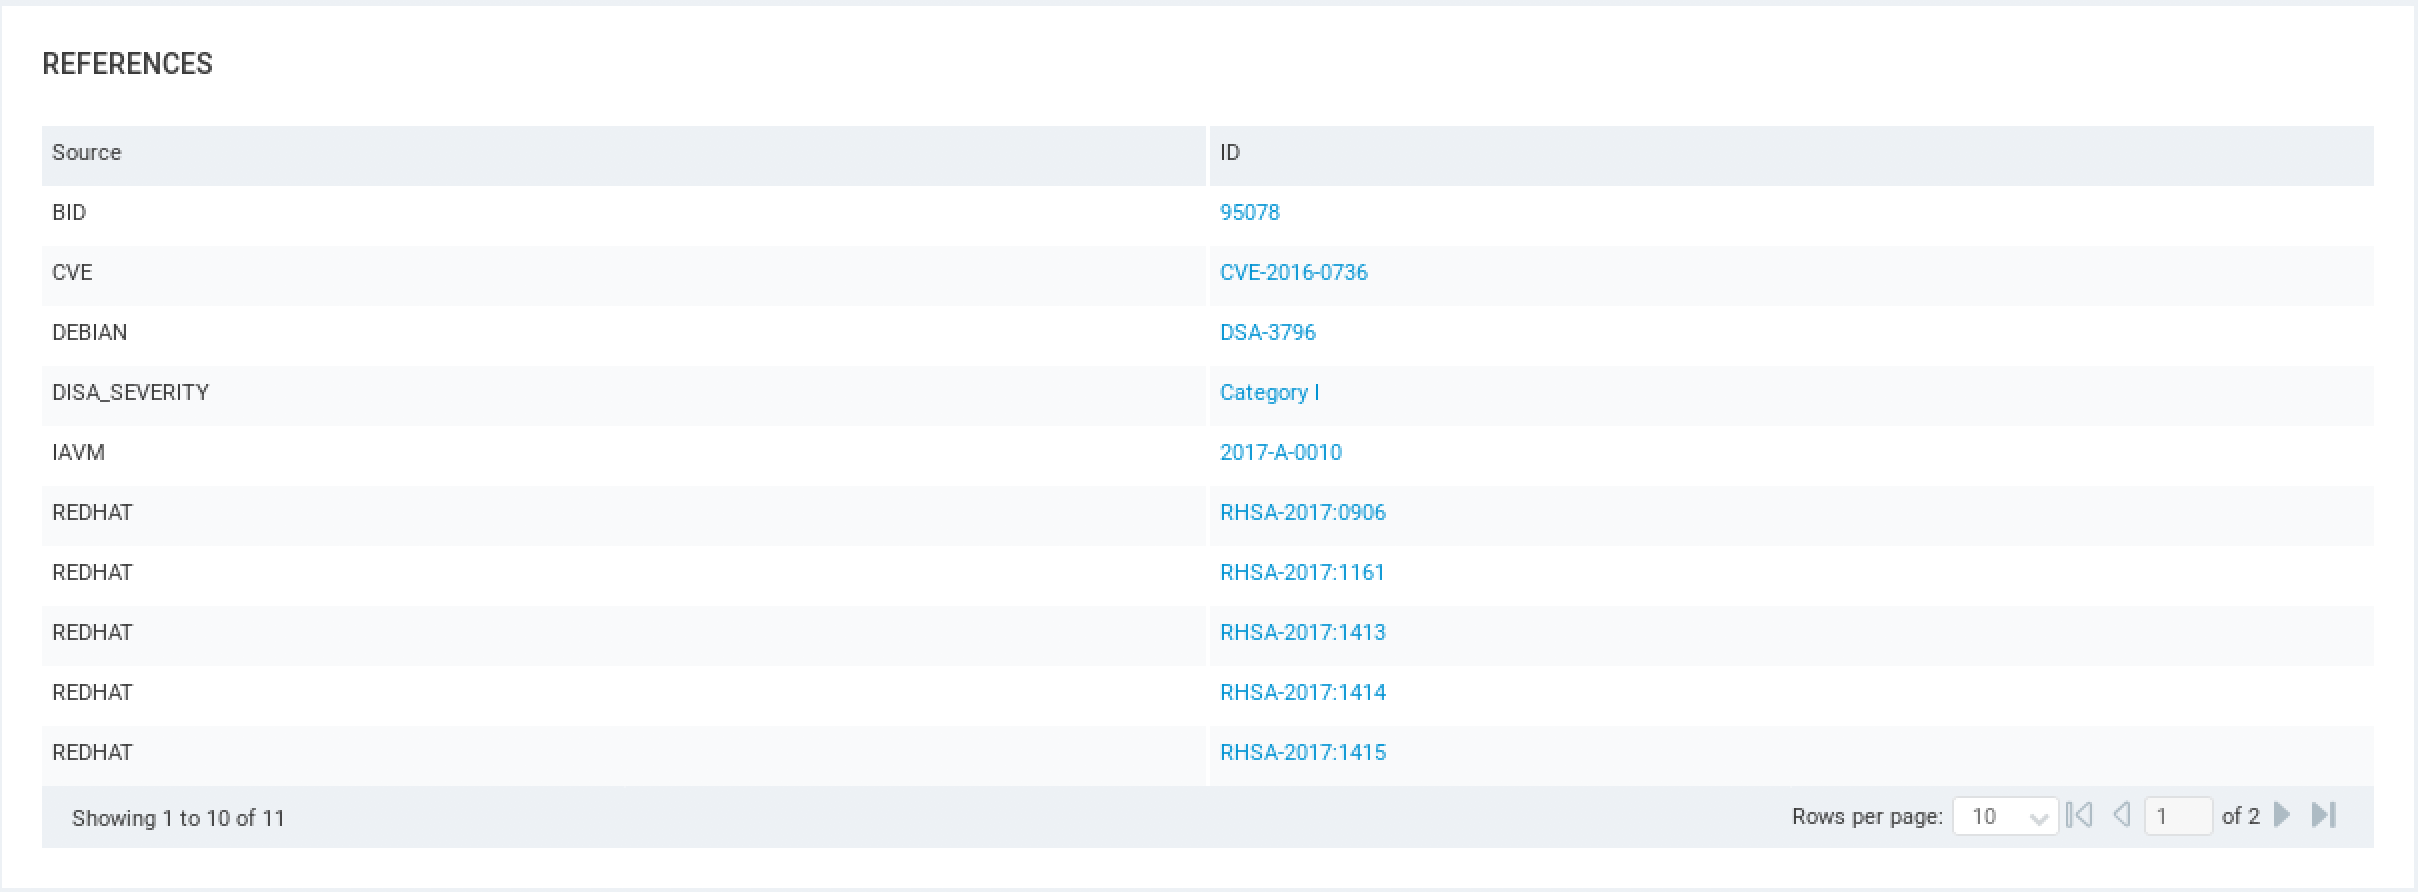 REFERENCES
Source ID
BID 95078
CVE CVE-2016-0736
DEBIAN DSA-3796
DISA_SEVERITY Category I
IAVM 2017-A-0010
REDHAT RHSA-2017:0906
REDHAT RHSA-2017:1161
REDHAT RHSA-2017:1413
REDHAT RHSA-2017:1414
REDHAT RHSA-2017:1415
Showing 1 to 10 of 11 Rows per page: 10 1 of 2